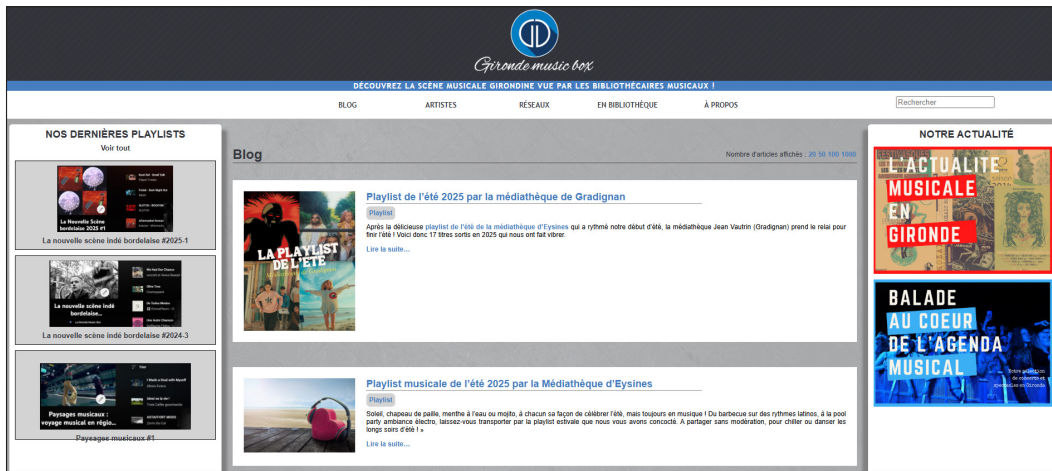 Gironde music box
DÉCOUVREZ LA SCÈNE MUSICALE GIRONDINE VUE PAR LES BIBLIOTHÉCAIRES MUSICAUX !
BLOG
ARTISTES
RÉSEAUX
EN BIBLIOTHÈQUE
À PROPOS
Rechercher
NOS DERNIÈRES PLAYLISTS
Voir tout
La Nouvelle Scène
bordelaise 2025 #1
La nouvelle scène indé bordelaise #2025-1
La nouvelle scène indé
bordelaise...
La nouvelle scène indé bordelaise #2024-3
Paysages musicaux :
voyage musical en régio...
Paysages musicaux #1
Blog
Nombre d'articles affichés : 20 50 100 1000
LA PLAYLIST
DE L'ÉTÉ
Playlist de l'été 2025 par la médiathèque de Gradignan
Playlist
Après la délicieuse playlist de l'été de la médiathèque d'Eysines qui a rythmé notre début d'été, la médiathèque Jean Vautrin (Gradignan) prend le relai pour
finir l'été ! Voici donc 17 titres sortis en 2025 qui nous ont fait vibrer.
Lire la suite...
Playlist musicale de l'été 2025 par la Médiathèque d'Eysines
Playlist
Soleil, chapeau de paille, menthe à l'eau ou mojito, à chacun sa façon de célébrer l'été, mais toujours en musique ! Du barbecue sur des rythmes latinos, à la pool
party ambiance électro, laissez-vous transporter par la playlist estivale que nous vous avons concocté. A partager sans modération, pour chiller ou danser les
longs soirs d'été ! »
Lire la suite...
NOTRE ACTUALITÉ
L'ACTUALITÉ
MUSICALE
EN
GIRONDE
BALADE
AU COEUR
DE L'AGENDA
MUSICAL
Notre sélection
de concerts et
spectacles en Gironde